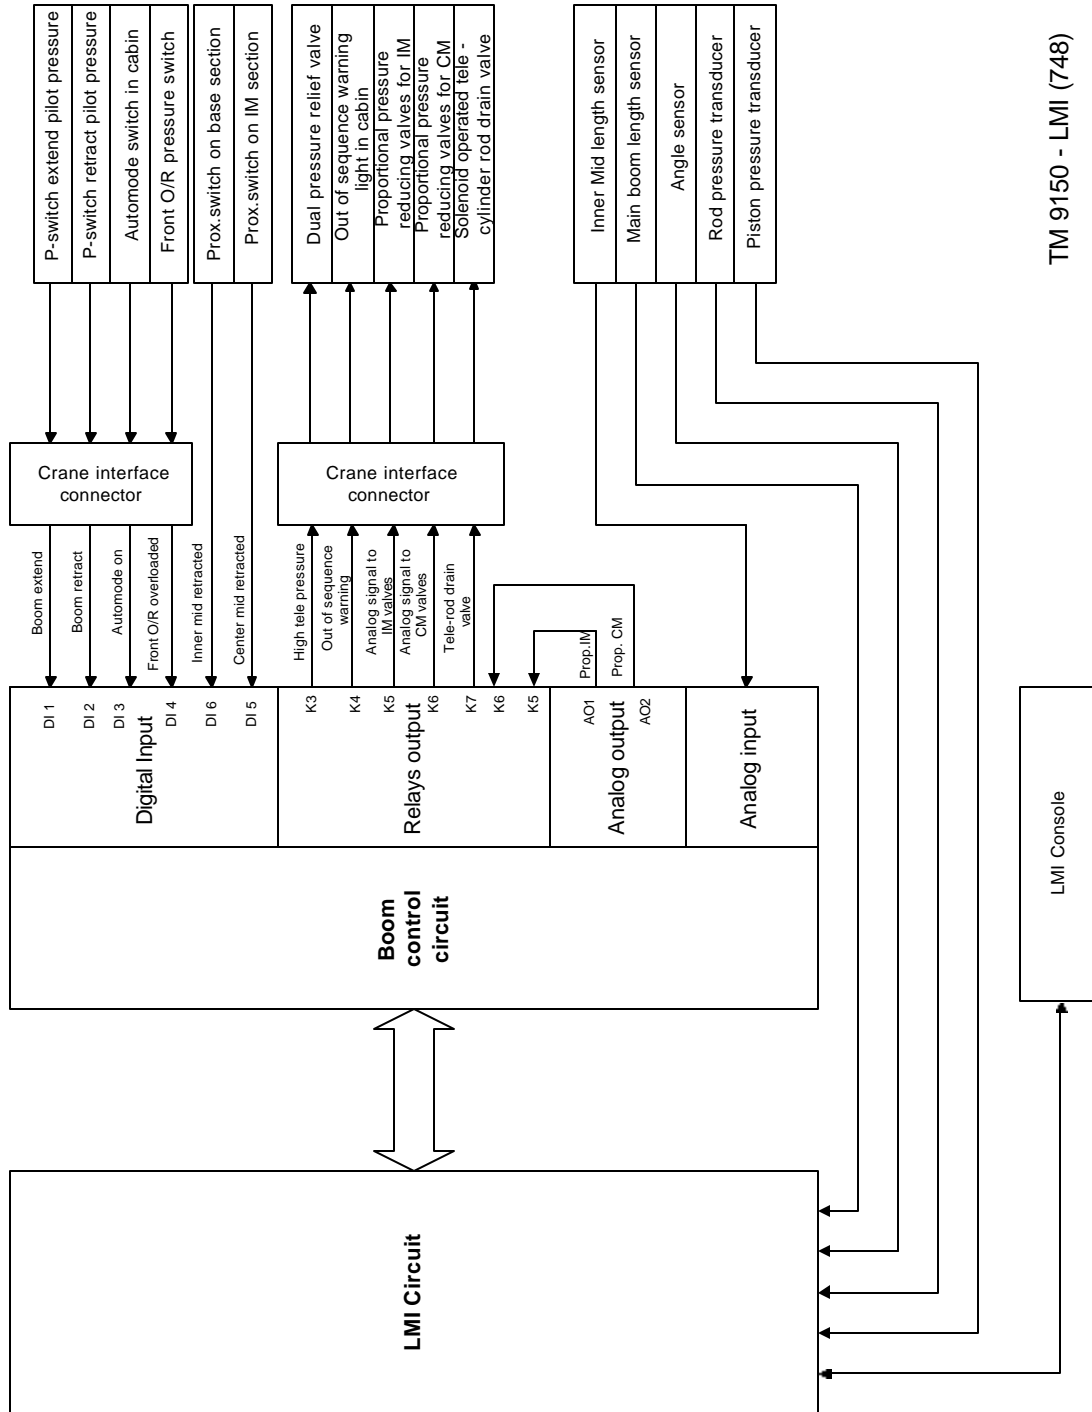 P-switch extend pilot pressure
P-switch retract pilot pressure
Automode switch in cabin
Front O/R pressure switch
Prox.switch on base section
Prox.switch on IM section
Dual pressure relief valve
Out of sequence warning
light in cabin
Proportional pressure
reducing valves for IM
Proportional pressure
reducing valves for CM
Solenoid operated tele -
cylinder rod drain valve
Inner Mid length sensor
Main boom length sensor
Angle sensor
Rod pressure transducer
Piston pressure transducer
TM 9150 - LMI (748)
Crane interface
connector
Crane interface
connector
Boom extend
Boom retract
Automode on
Front O/R overloaded
Inner mid retracted
Center mid retracted
High tele pressure
Out of sequence
warning
Analog signal to
IM valves
Analog signal to
CM valves
Tele-rod drain
valve
Prop.IM
Prop. CM
DI 1
DI 2
DI 3
DI 4
DI 6
DI 5
K3
K4
K5
K6
K7
K6
K5
AO1
AO2
Digital Input
Relays output
Analog output
Analog input
Boom
control
circuit
LMI Console
LMI Circuit